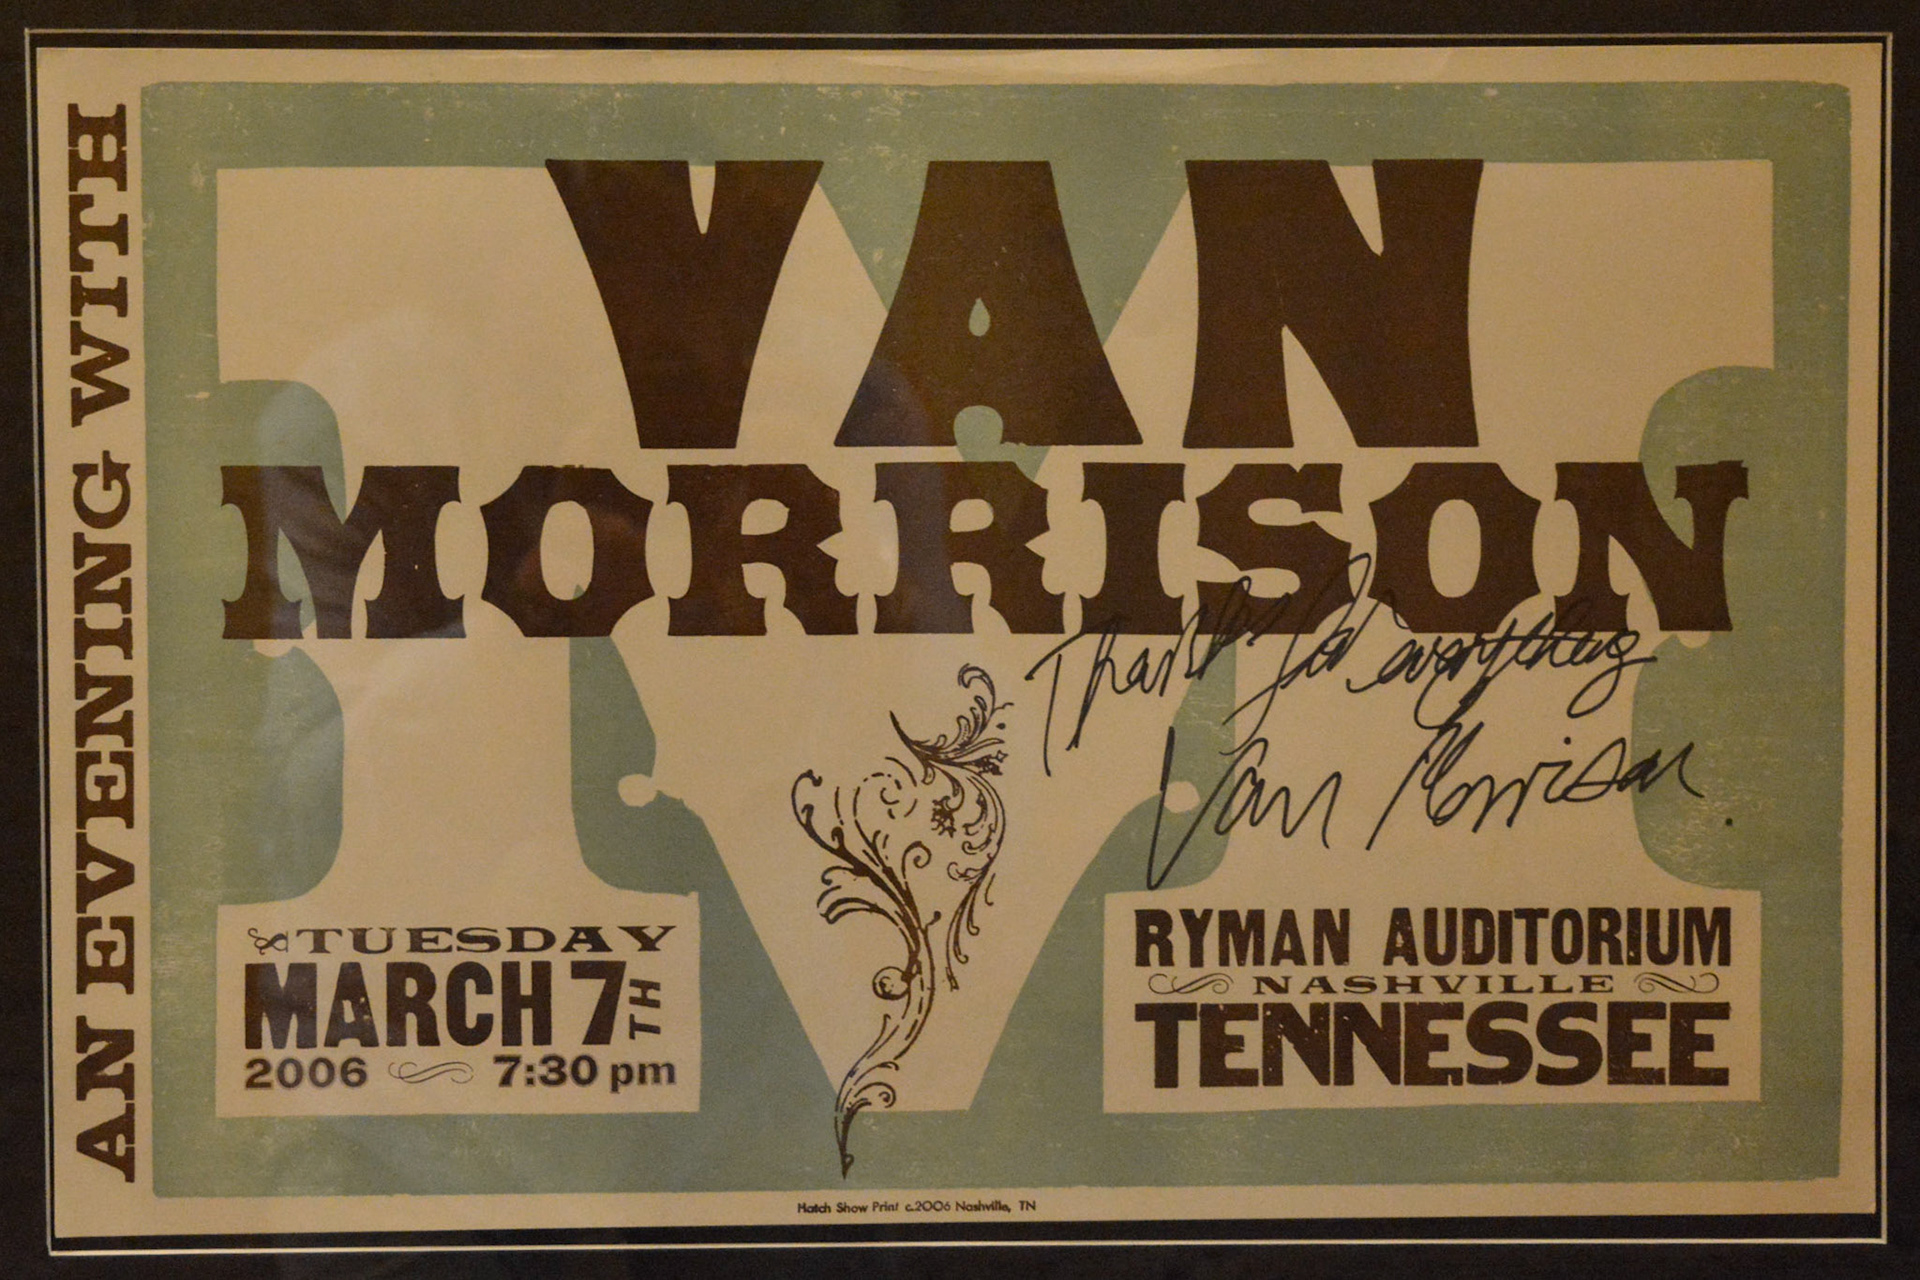 AN EVENING WITH
VAN
MORRISON
Thanks for everything
Van Morrison
TUESDAY
MARCH 7TH
2006 7:30 pm
RYMAN AUDITORIUM
NASHVILLE
TENNESSEE
Hatch Show Print c.2006 Nashville, TN